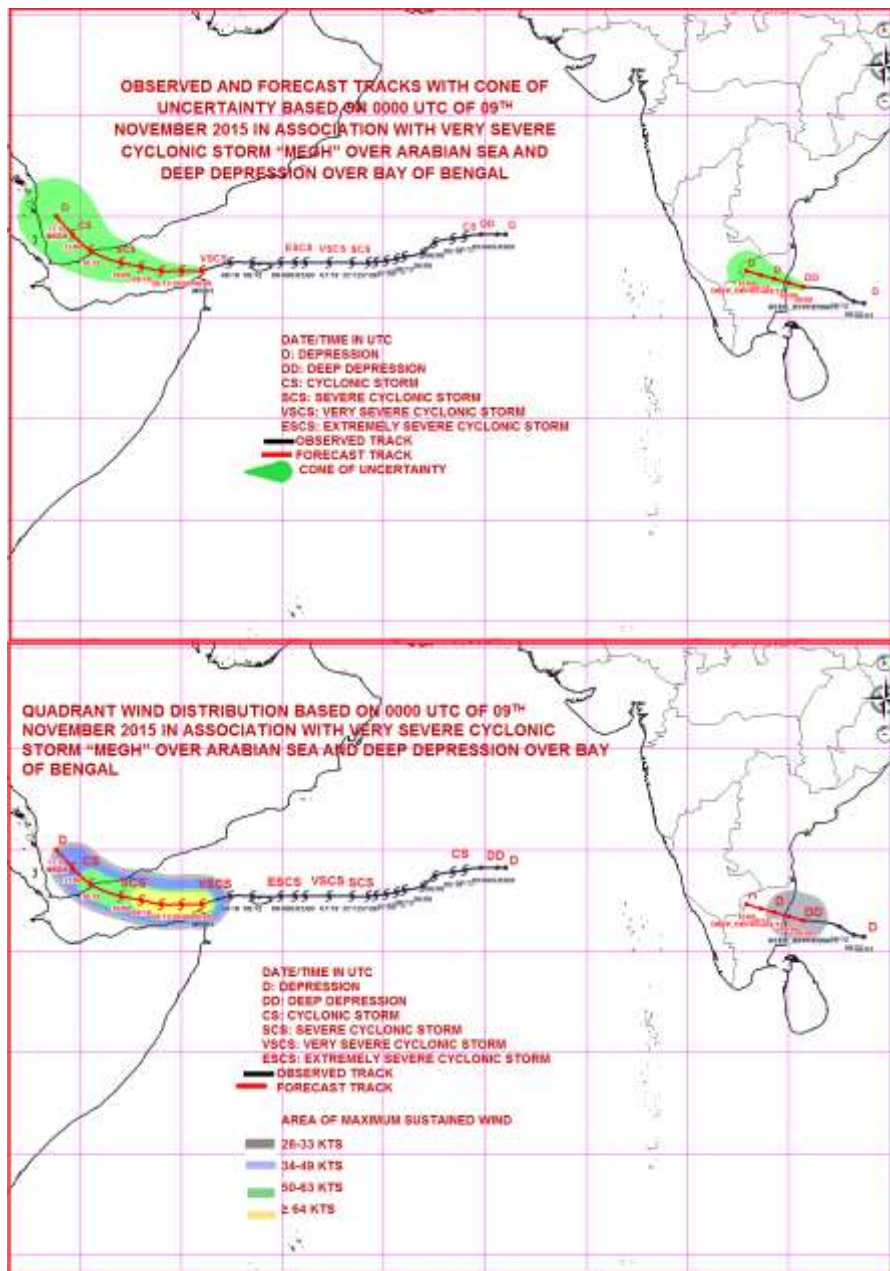 OBSERVED AND FORECAST TRACKS WITH CONE OF
UNCERTAINTY BASED ON 0000 UTC OF 09TH
NOVEMBER 2015 IN ASSOCIATION WITH VERY SEVERE
CYCLONIC STORM "MEGH" OVER ARABIAN SEA AND
DEEP DEPRESSION OVER BAY OF BENGAL
D
CS
SCS
VSCS
ESCS VSCS SCS
CS DD D
D
D
DD
D
DATE/TIME IN UTC
D: DEPRESSION
DD: DEEP DEPRESSION
CS: CYCLONIC STORM
SCS: SEVERE CYCLONIC STORM
VSCS: VERY SEVERE CYCLONIC STORM
ESCS: EXTREMELY SEVERE CYCLONIC STORM
OBSERVED TRACK
FORECAST TRACK
CONE OF UNCERTAINTY
QUADRANT WIND DISTRIBUTION BASED ON 0000 UTC OF 09TH
NOVEMBER 2015 IN ASSOCIATION WITH VERY SEVERE CYCLONIC
STORM "MEGH" OVER ARABIAN SEA AND DEEP DEPRESSION OVER BAY
OF BENGAL
D
CS
SCS
VSCS
ESCS VSCS SCS
CS DD D
D
DD
D
DATE/TIME IN UTC
D: DEPRESSION
DD: DEEP DEPRESSION
CS: CYCLONIC STORM
SCS: SEVERE CYCLONIC STORM
VSCS: VERY SEVERE CYCLONIC STORM
ESCS: EXTREMELY SEVERE CYCLONIC STORM
OBSERVED TRACK
FORECAST TRACK
AREA OF MAXIMUM SUSTAINED WIND
28-33 KTS
34-49 KTS
50-63 KTS
≥ 64 KTS